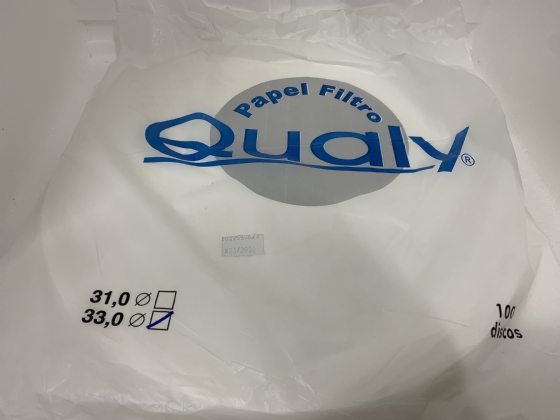 Papel Filtro
Qualy®
31,0 ∅
33,0 ∅
100
discos